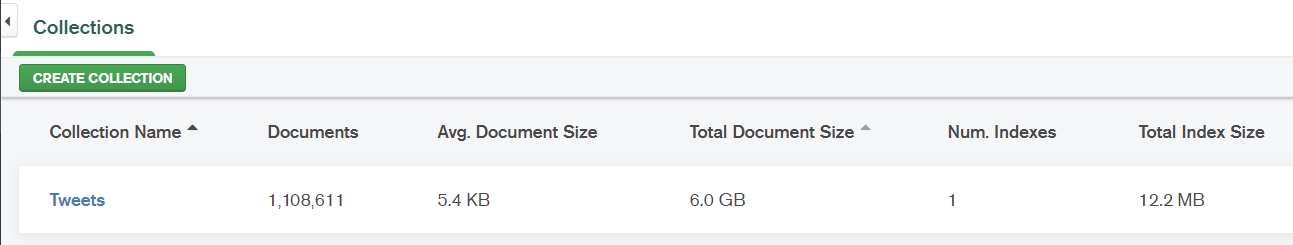 Collections
CREATE COLLECTION
Collection Name Documents Avg. Document Size Total Document Size Num. Indexes Total Index Size
Tweets 1,108,611 5.4 KB 6.0 GB 1 12.2 MB